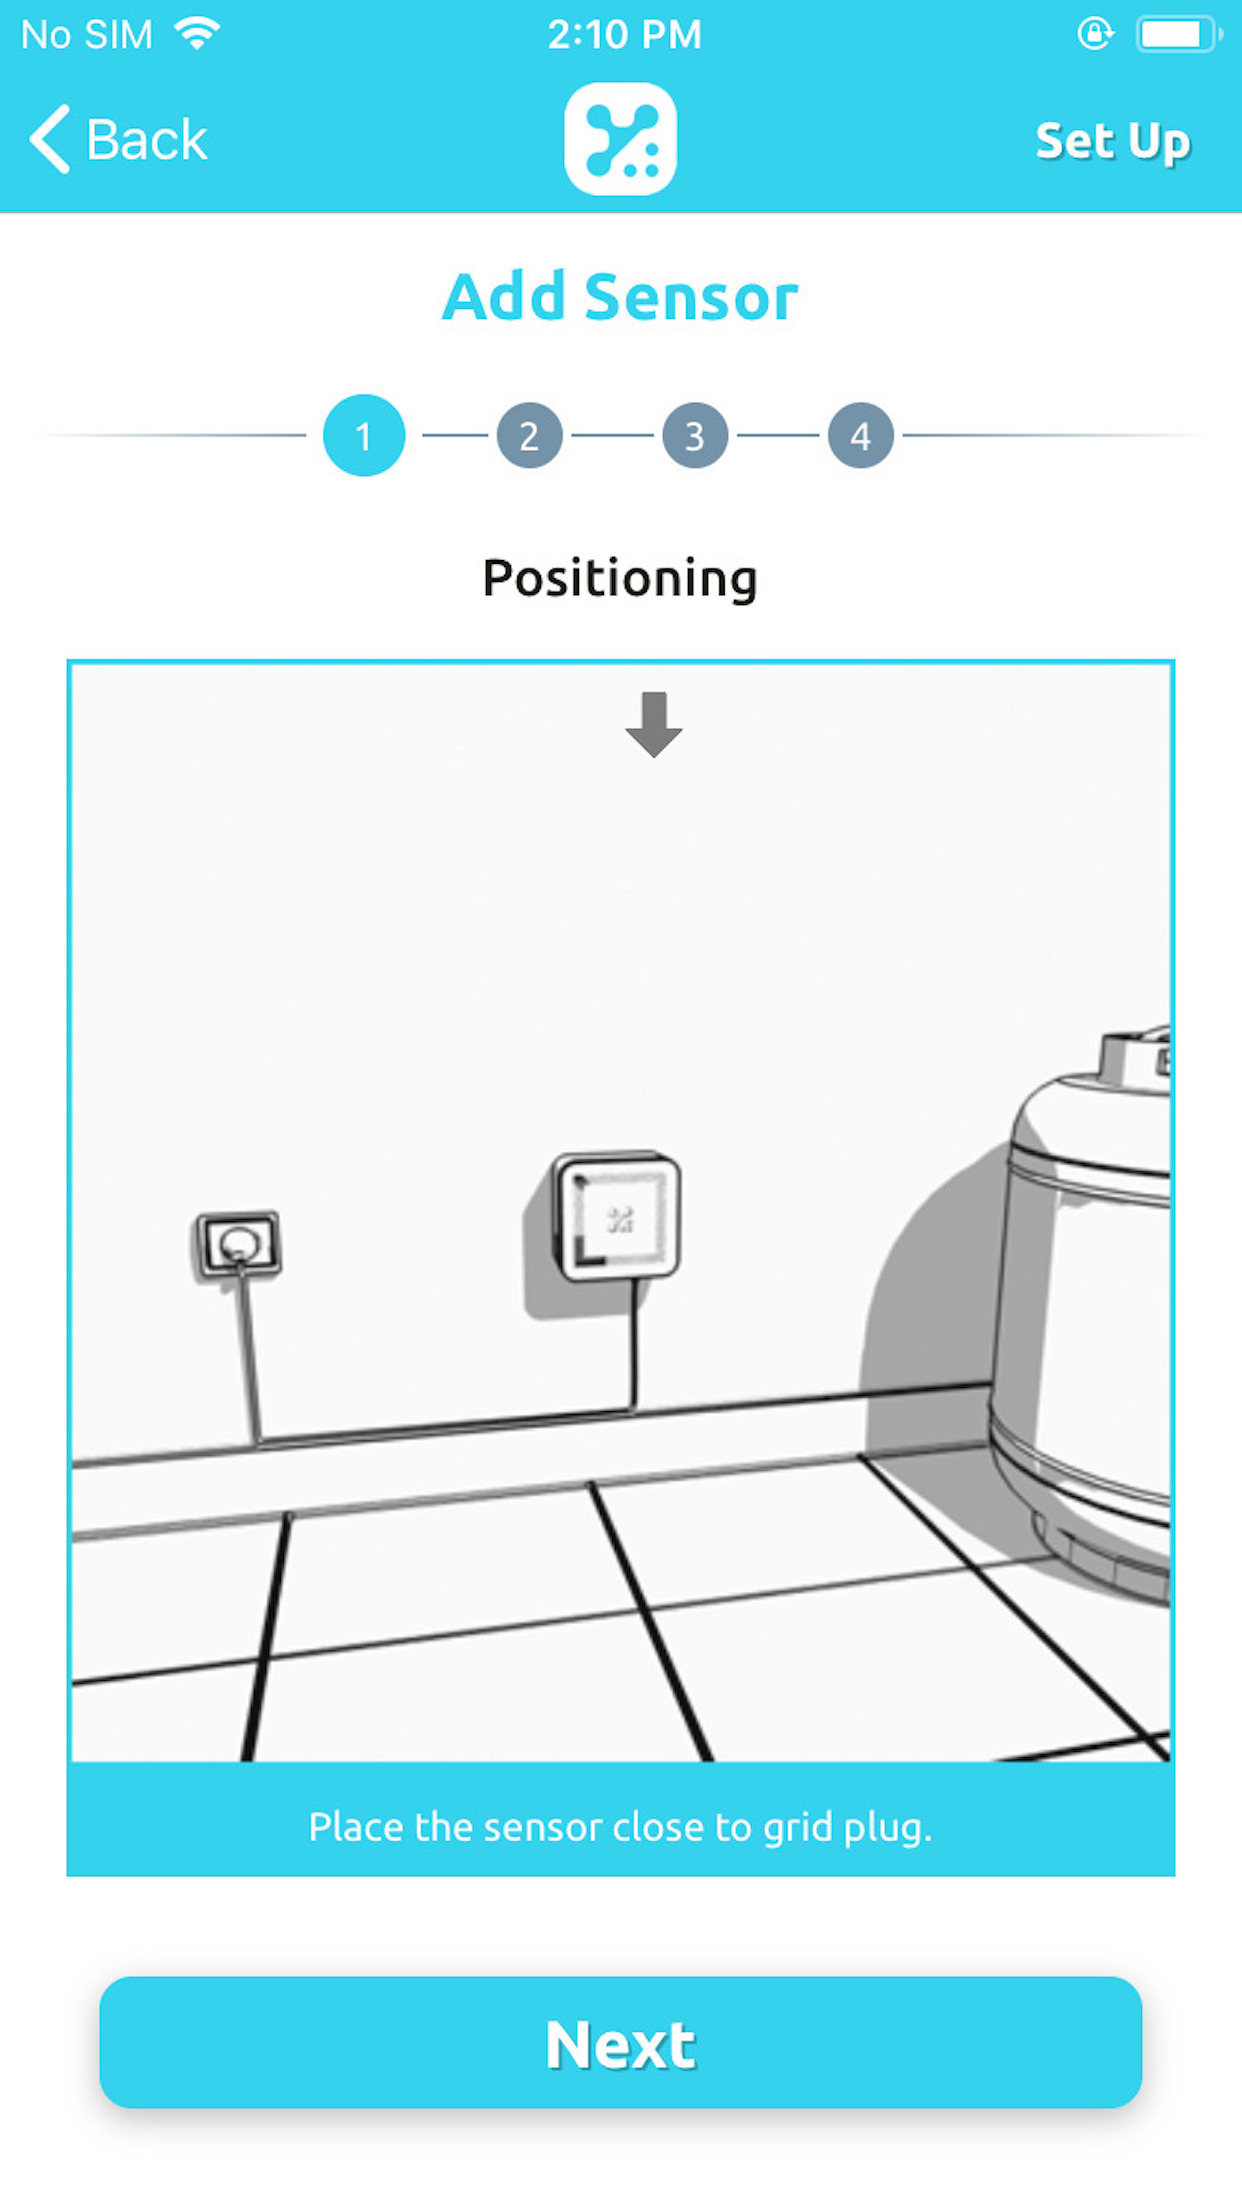 No SIM 2:10 PM
Back Set Up
Add Sensor
1 2 3 4
Positioning
Place the sensor close to grid plug.
Next